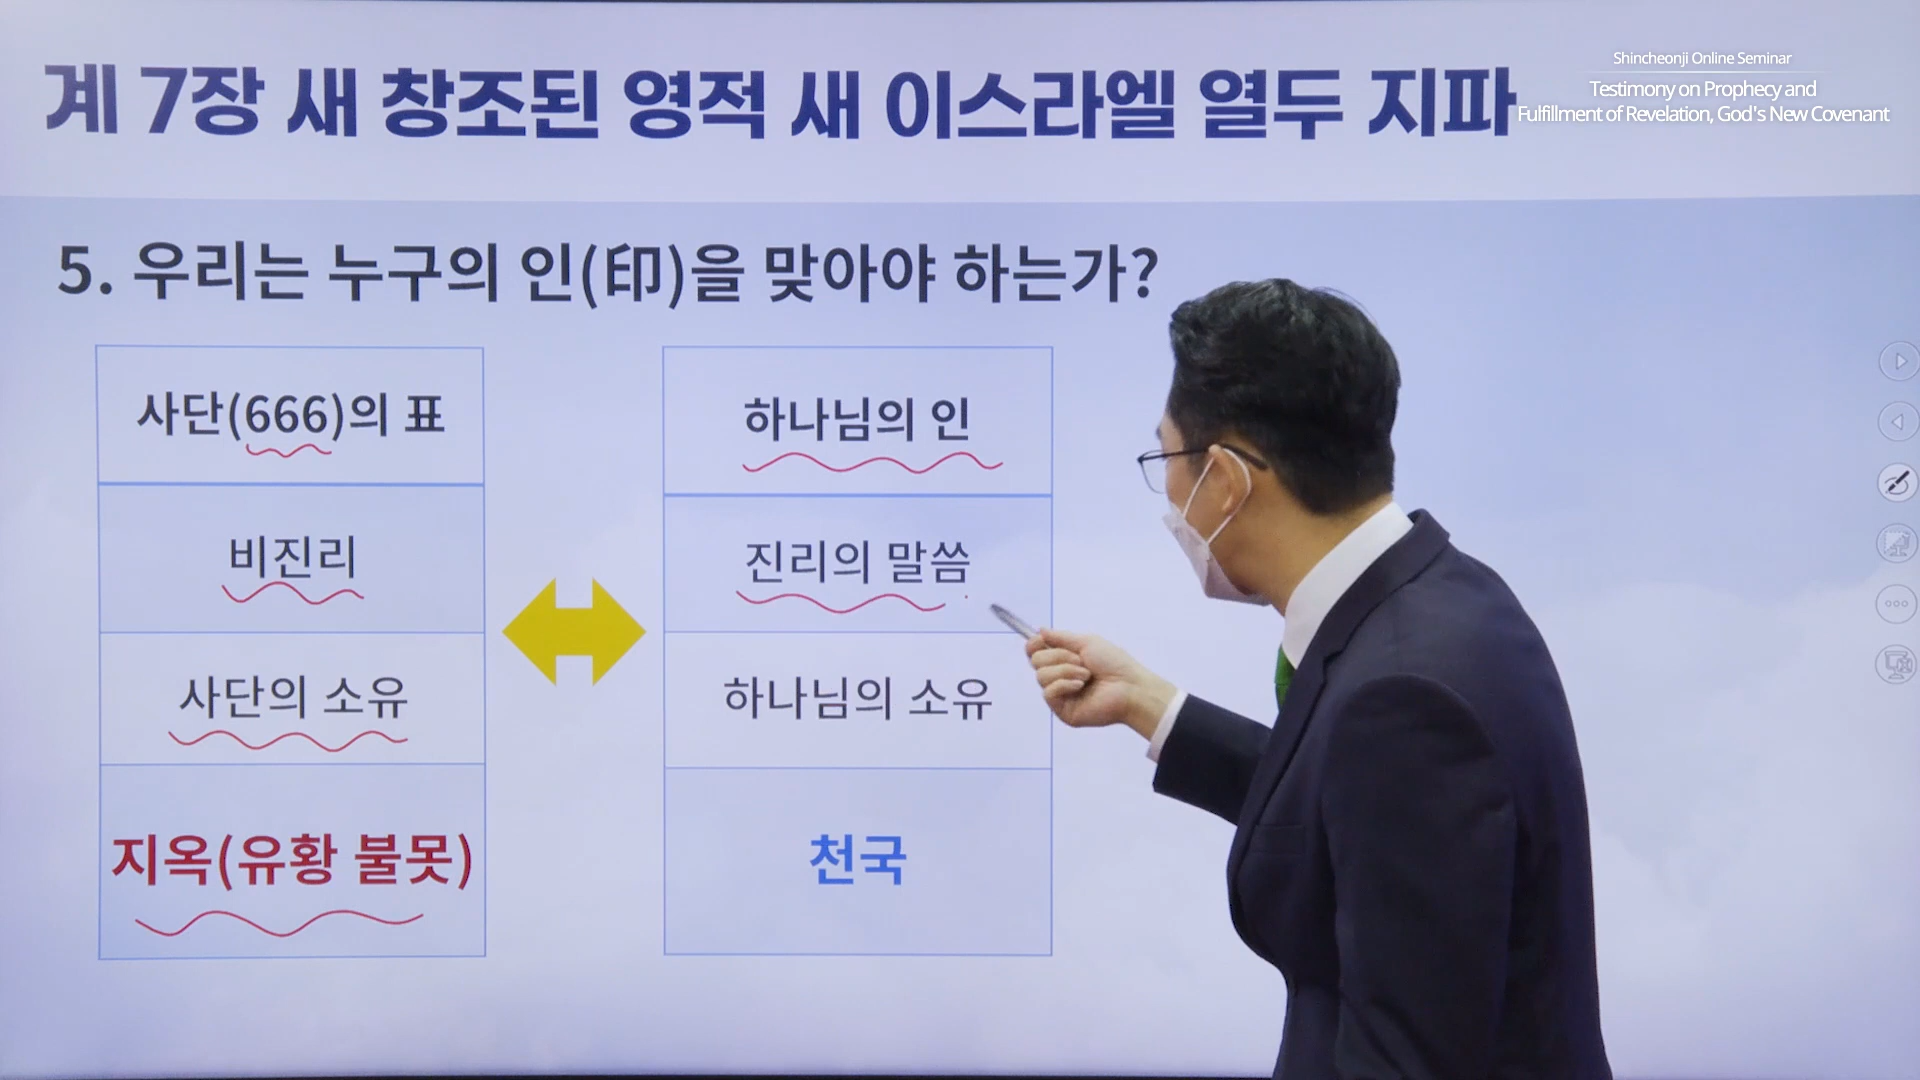 Shincheonji Online Seminar
Testimony on Prophecy and
Fulfillment of Revelation, God's New Covenant
계 7장 새 창조된 영적 새 이스라엘 열두 지파
5. 우리는 누구의 인(印)을 맞아야 하는가?
사단(666)의 표
비진리
사단의 소유
지옥(유황 불못)
하나님의 인
진리의 말씀
하나님의 소유
천국